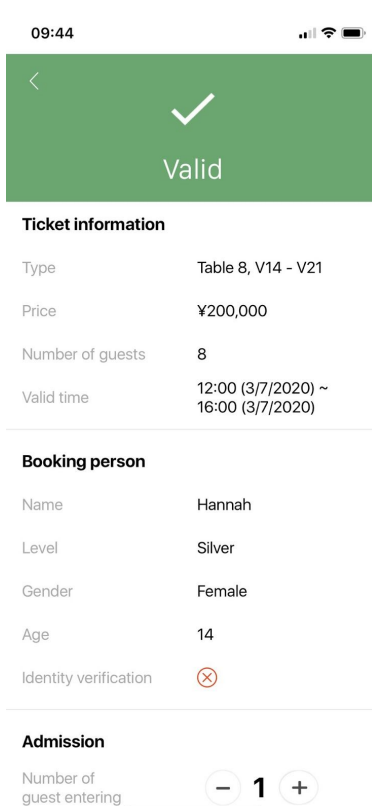 09:44
Valid
Ticket information
Type Table 8, V14 - V21
Price ¥200,000
Number of guests 8
Valid time 12:00 (3/7/2020) ~
16:00 (3/7/2020)
Booking person
Name Hannah
Level Silver
Gender Female
Age 14
Identity verification
Admission
Number of
guest entering - 1 +